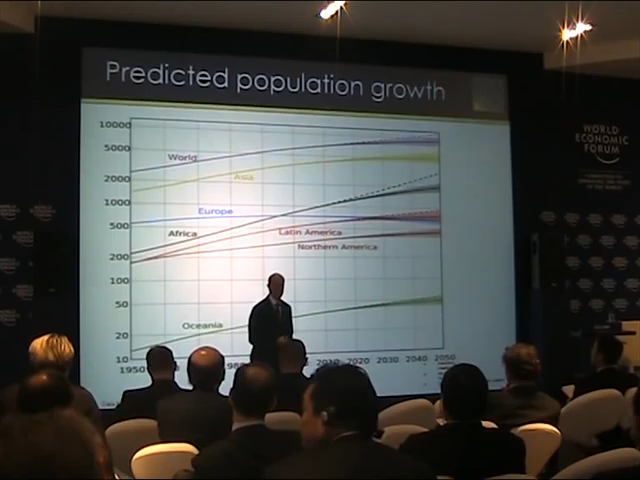 Predicted population growth
WORLD
ECONOMIC
FORUM
10000
5000
2000
1000
500
200
100
50
20
10
World
Asia
Europe
Africa
Latin America
Northern America
Oceania
1950
2010 2020 2030 2040 2050